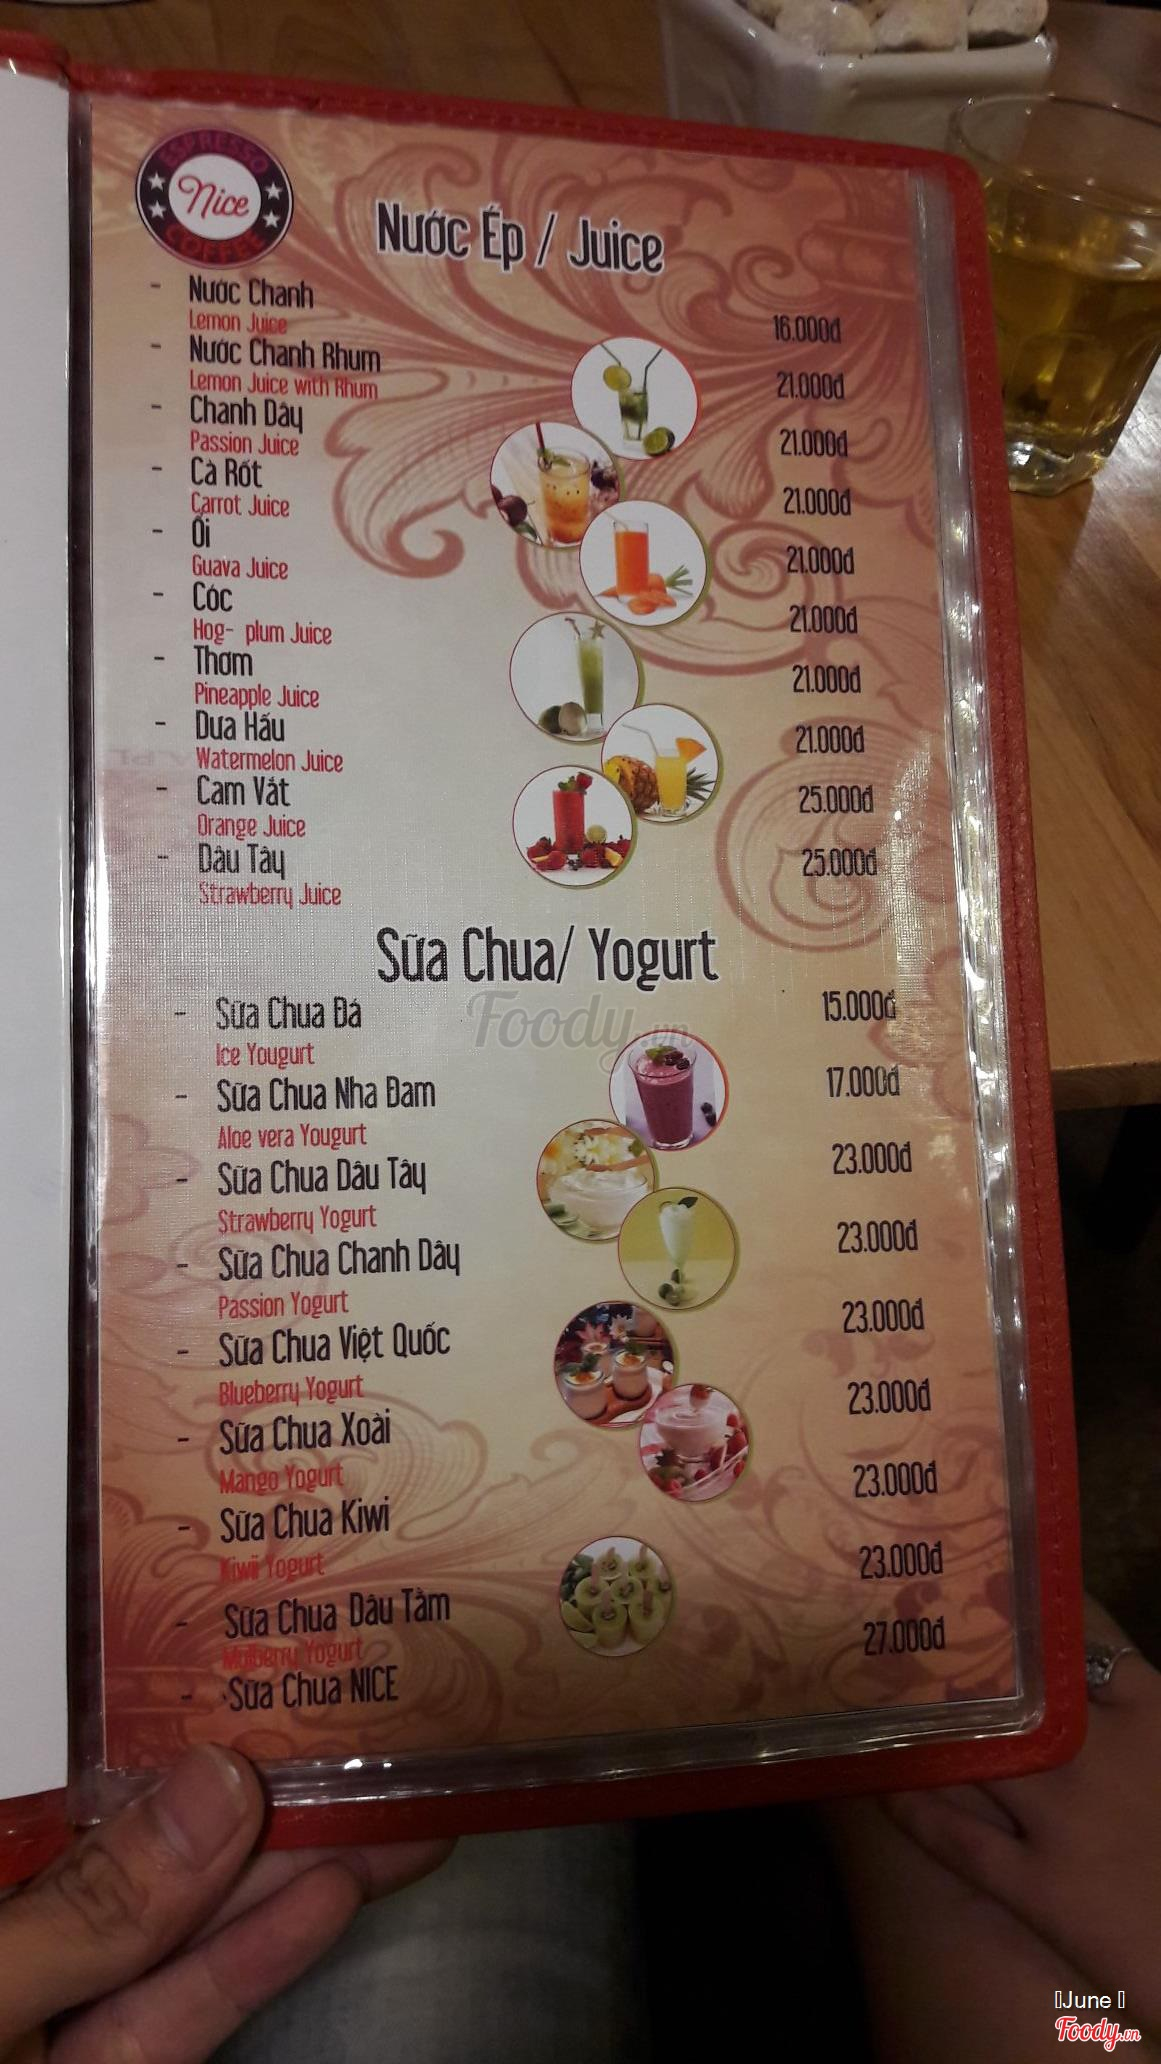 ESPRESSO
Nice
COFFEE
Nước Ép / Juice
- Nước Chanh 16.000đ
Lemon Juice
- Nước Chanh Rhum 21.000đ
Lemon Juice with Rhum
- Chanh Dây 21.000đ
Passion Juice
- Cà Rốt 21.000đ
Carrot Juice
- Ổi 21.000đ
Guava Juice
- Cóc 21.000đ
Hog- plum Juice
- Thơm 21.000đ
Pineapple Juice
- Dưa Hấu 21.000đ
Watermelon Juice
- Cam Vắt 25.000đ
Orange Juice
- Dâu Tây 25.000đ
Strawberry Juice
Sữa Chua/ Yogurt
- Sữa Chua Đá 15.000đ
Ice Yougurt
- Sữa Chua Nha Đam 17.000đ
Aloe vera Yougurt
- Sữa Chua Dâu Tây 23.000đ
Strawberry Yogurt
- Sữa Chua Chanh Dây 23.000đ
Passion Yogurt
- Sữa Chua Việt Quốc 23.000đ
Blueberry Yogurt
- Sữa Chua Xoài 23.000đ
Mango Yogurt
- Sữa Chua Kiwi 23.000đ
Kiwii Yogurt
- Sữa Chua Dâu Tằm 23.000đ
Mulberry Yogurt
- Sữa Chua NICE 27.000đ
Foody.vn
June
Foody.vn